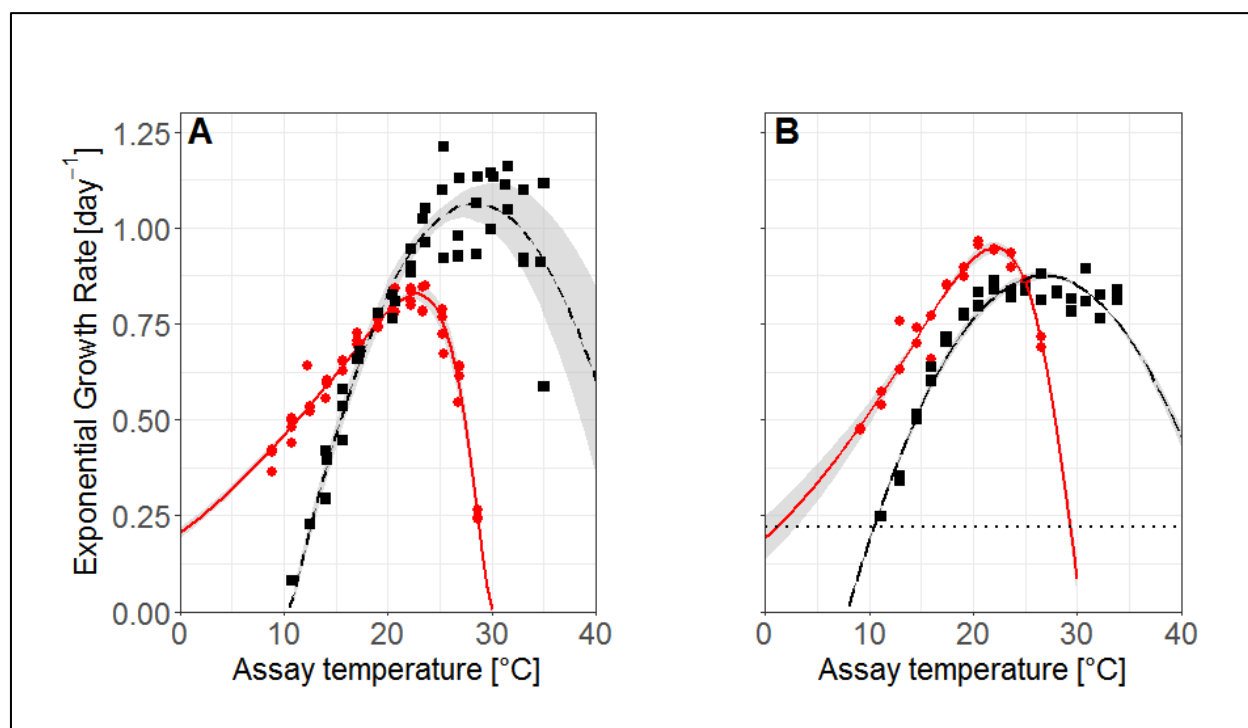 A
B
1.25
1.00
0.75
0.50
0.25
0.00
Exponential Growth Rate [day⁻¹]
0 10 20 30 40
0 10 20 30 40
Assay temperature [°C]
Assay temperature [°C]